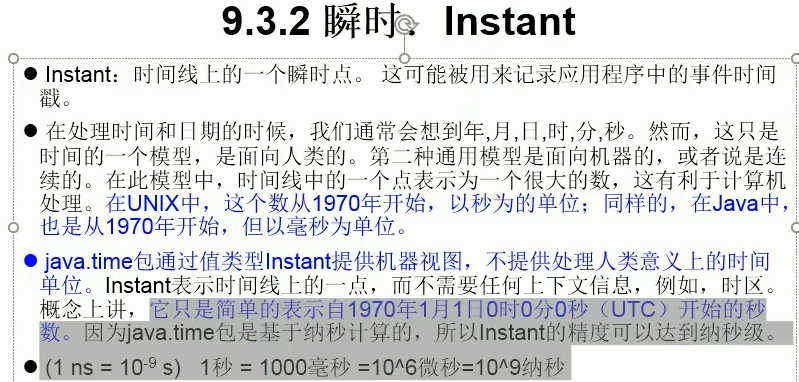 9.3.2 瞬时：Instant
● Instant：时间线上的一个瞬时点。 这可能被用来记录应用程序中的事件时间
戳。
● 在处理时间和日期的时候，我们通常会想到年,月,日,时,分,秒。然而，这只是
时间的一个模型，是面向人类的。第二种通用模型是面向机器的，或者说是连
续的。在此模型中，时间线中的一个点表示为一个很大的数，这有利于计算机
处理。在UNIX中，这个数从1970年开始，以秒为的单位；同样的，在Java中，
也是从1970年开始，但以毫秒为单位。
● java.time包通过值类型Instant提供机器视图，不提供处理人类意义上的时间
单位。Instant表示时间线上的一点，而不需要任何上下文信息，例如，时区。
概念上讲，它只是简单的表示自1970年1月1日0时0分0秒（UTC）开始的秒
数。因为java.time包是基于纳秒计算的，所以Instant的精度可以达到纳秒级。
● (1 ns = 10⁻⁹ s) 1秒 = 1000毫秒 =10^6微秒=10^9纳秒